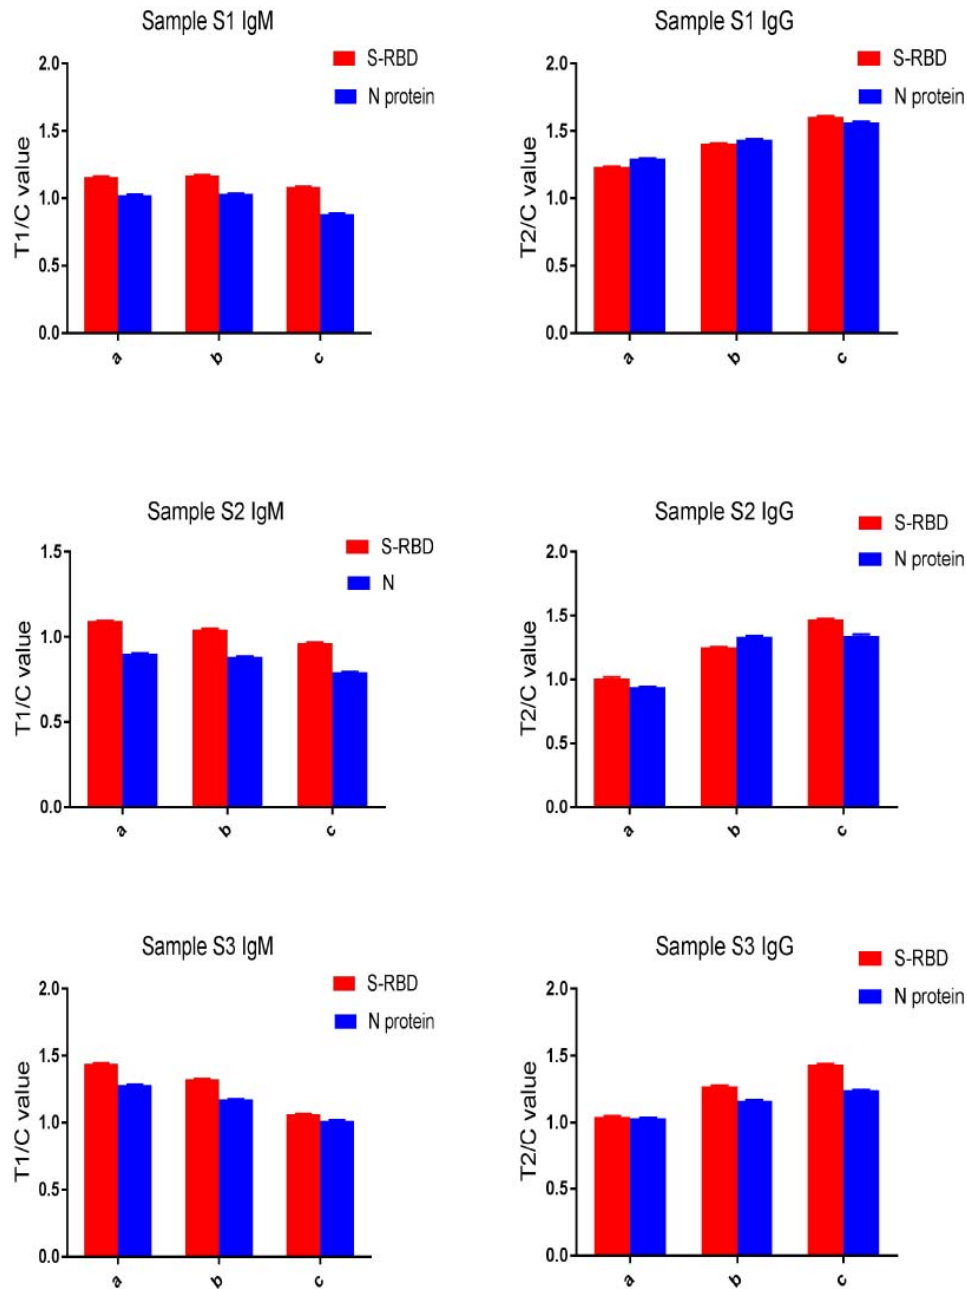 Sample S1 IgM
S-RBD
N protein
T1/C value
2.0
1.5
1.0
0.5
0.0
a
b
c
Sample S1 IgG
S-RBD
N protein
T2/C value
2.0
1.5
1.0
0.5
0.0
a
b
c
Sample S2 IgM
S-RBD
N
T1/C value
1.5
1.0
0.5
0.0
a
b
c
Sample S2 IgG
S-RBD
N protein
T2/C value
2.0
1.5
1.0
0.5
0.0
a
b
c
Sample S3 IgM
S-RBD
N protein
T1/C value
2.0
1.5
1.0
0.5
0.0
a
b
c
Sample S3 IgG
S-RBD
N protein
T2/C value
2.0
1.5
1.0
0.5
0.0
a
b
c